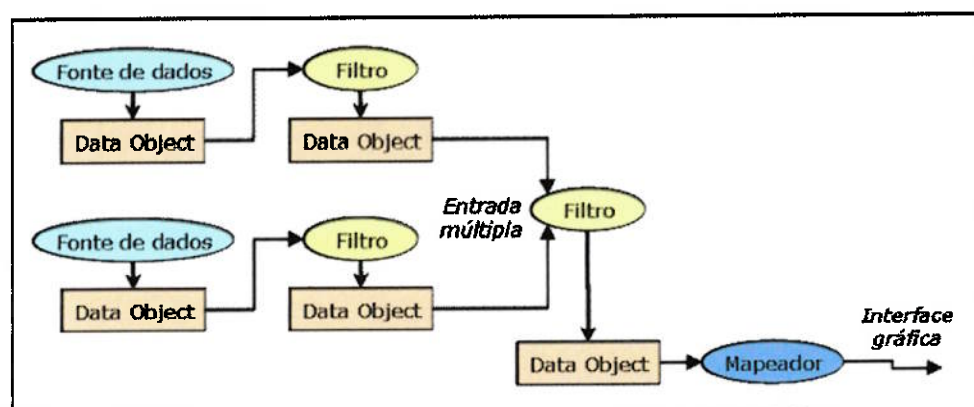 Fonte de dados
Filtro
Data Object
Data Object
Entrada
múltipla
Filtro
Fonte de dados
Filtro
Data Object
Data Object
Interface
gráfica
Data Object
Mapeador